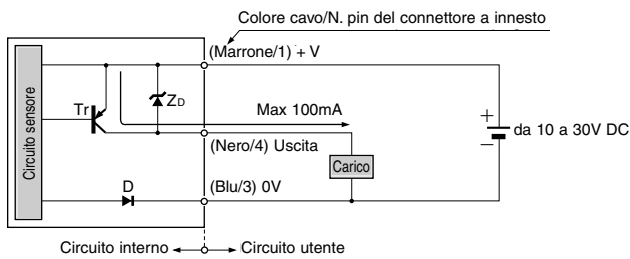 Colore cavo/N. pin del connettore a innesto
(Marrone/1) + V
Circuito sensore
Tr
ZD
Max 100mA
(Nero/4) Uscita
+
−
da 10 a 30V DC
Carico
D
(Blu/3) 0V
Circuito interno
Circuito utente